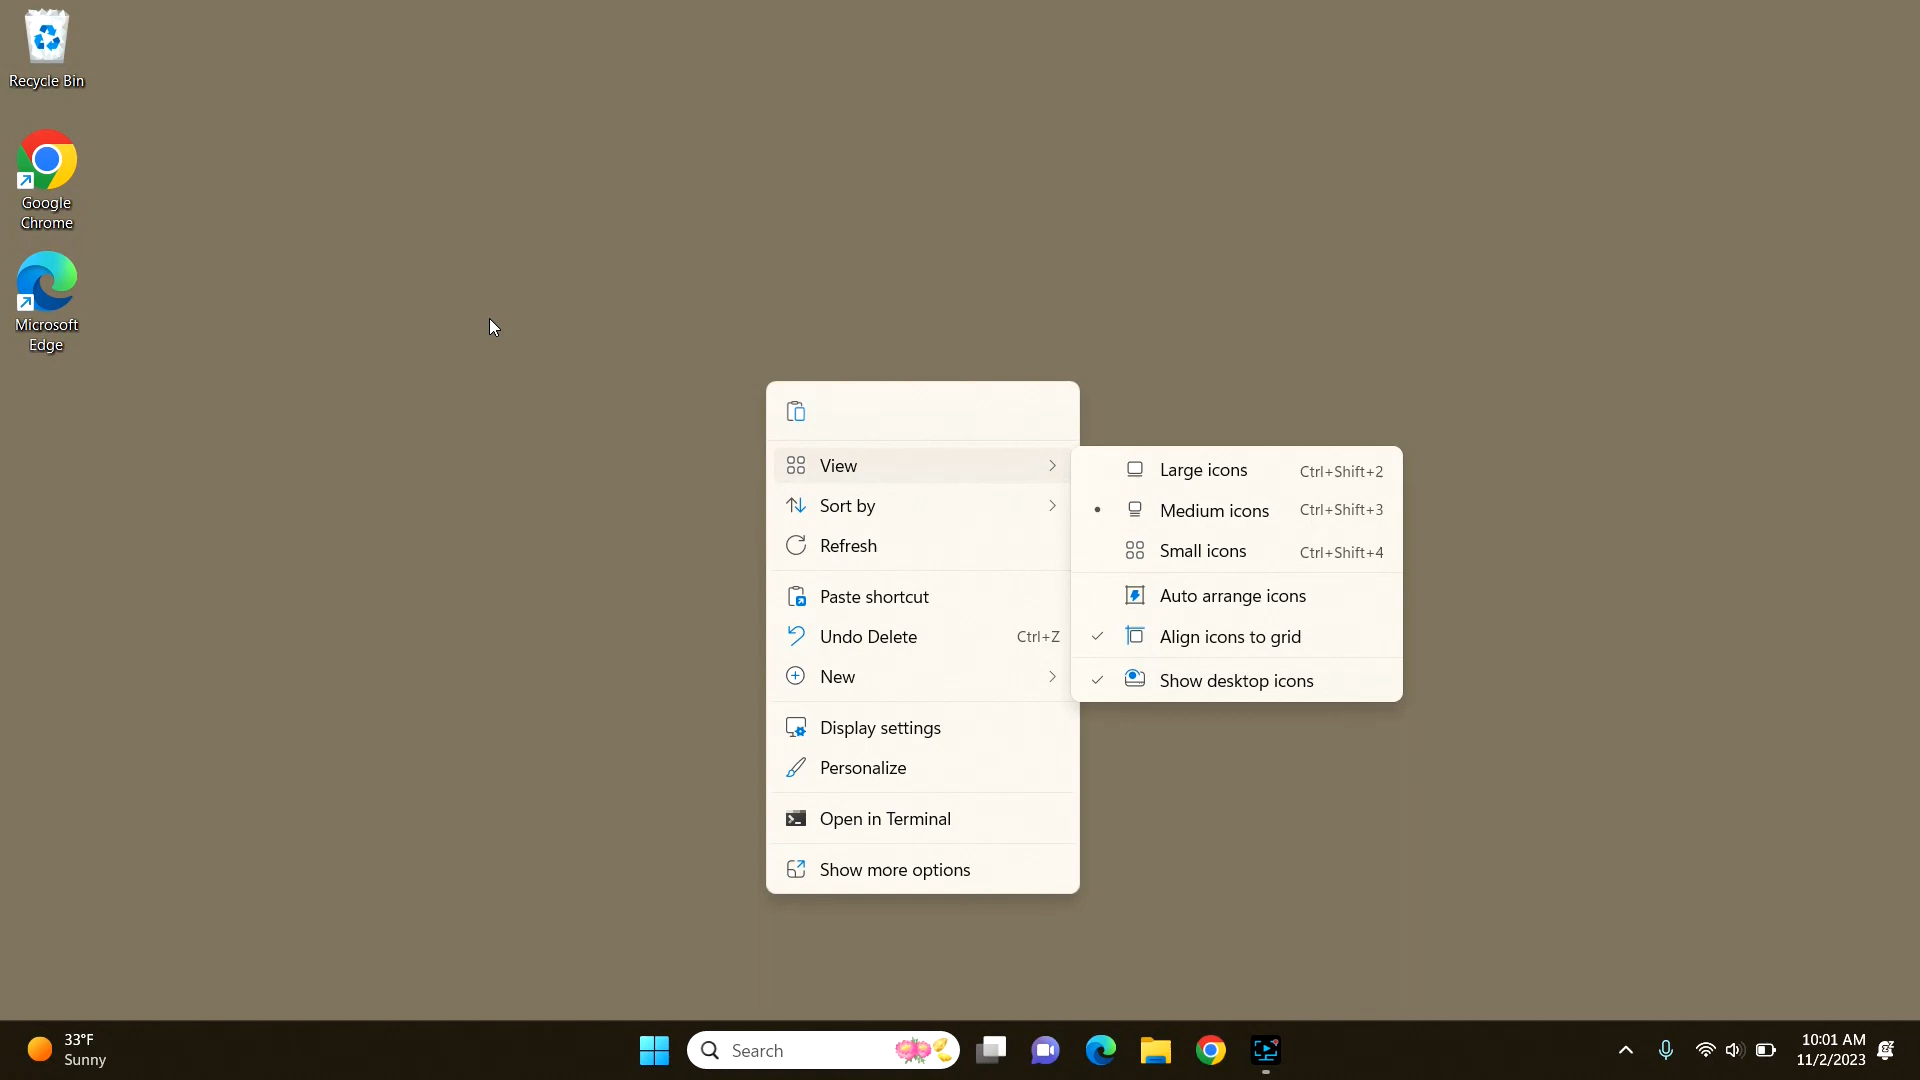 Recycle Bin
Google
Chrome
Microsoft
Edge
View
Sort by
Refresh
Paste shortcut
Undo Delete Ctrl+Z
New
Display settings
Personalize
Open in Terminal
Show more options
Large icons Ctrl+Shift+2
Medium icons Ctrl+Shift+3
Small icons Ctrl+Shift+4
Auto arrange icons
Align icons to grid
Show desktop icons
33°F
Sunny
Search
10:01 AM
11/2/2023